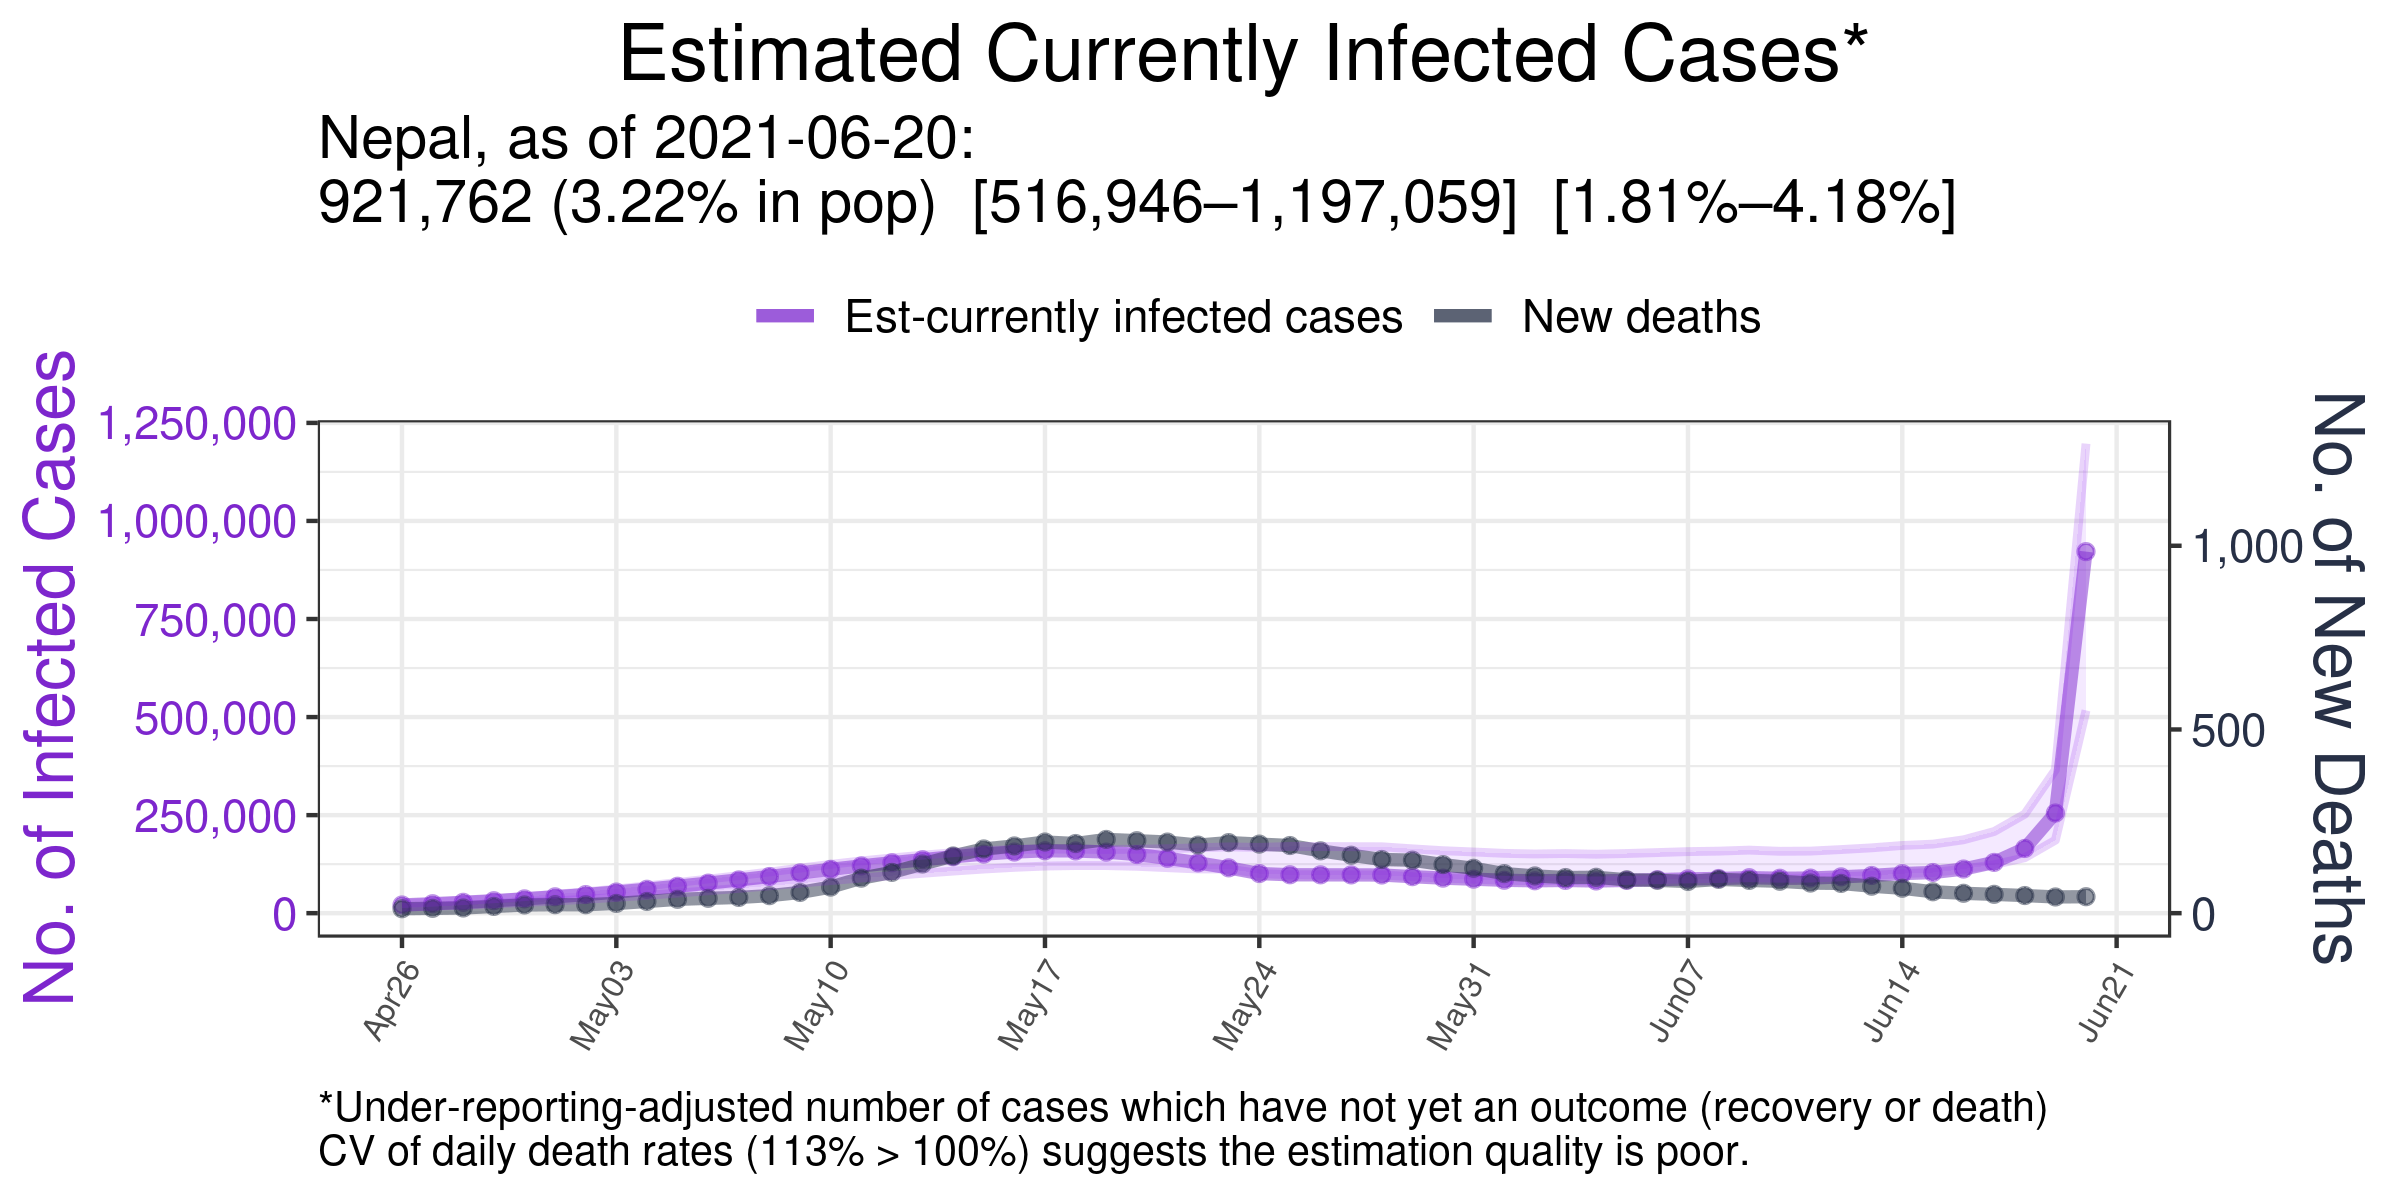 Estimated Currently Infected Cases*
Nepal, as of 2021-06-20:
921,762 (3.22% in pop)  [516,946–1,197,059]  [1.81%–4.18%]
Est-currently infected cases
New deaths
No. of Infected Cases
1,250,000
1,000,000
750,000
500,000
250,000
0
1,000
500
0
No. of New Deaths
Apr26
May03
May10
May17
May24
May31
Jun07
Jun14
Jun21
*Under-reporting-adjusted number of cases which have not yet an outcome (recovery or death)
CV of daily death rates (113% > 100%) suggests the estimation quality is poor.